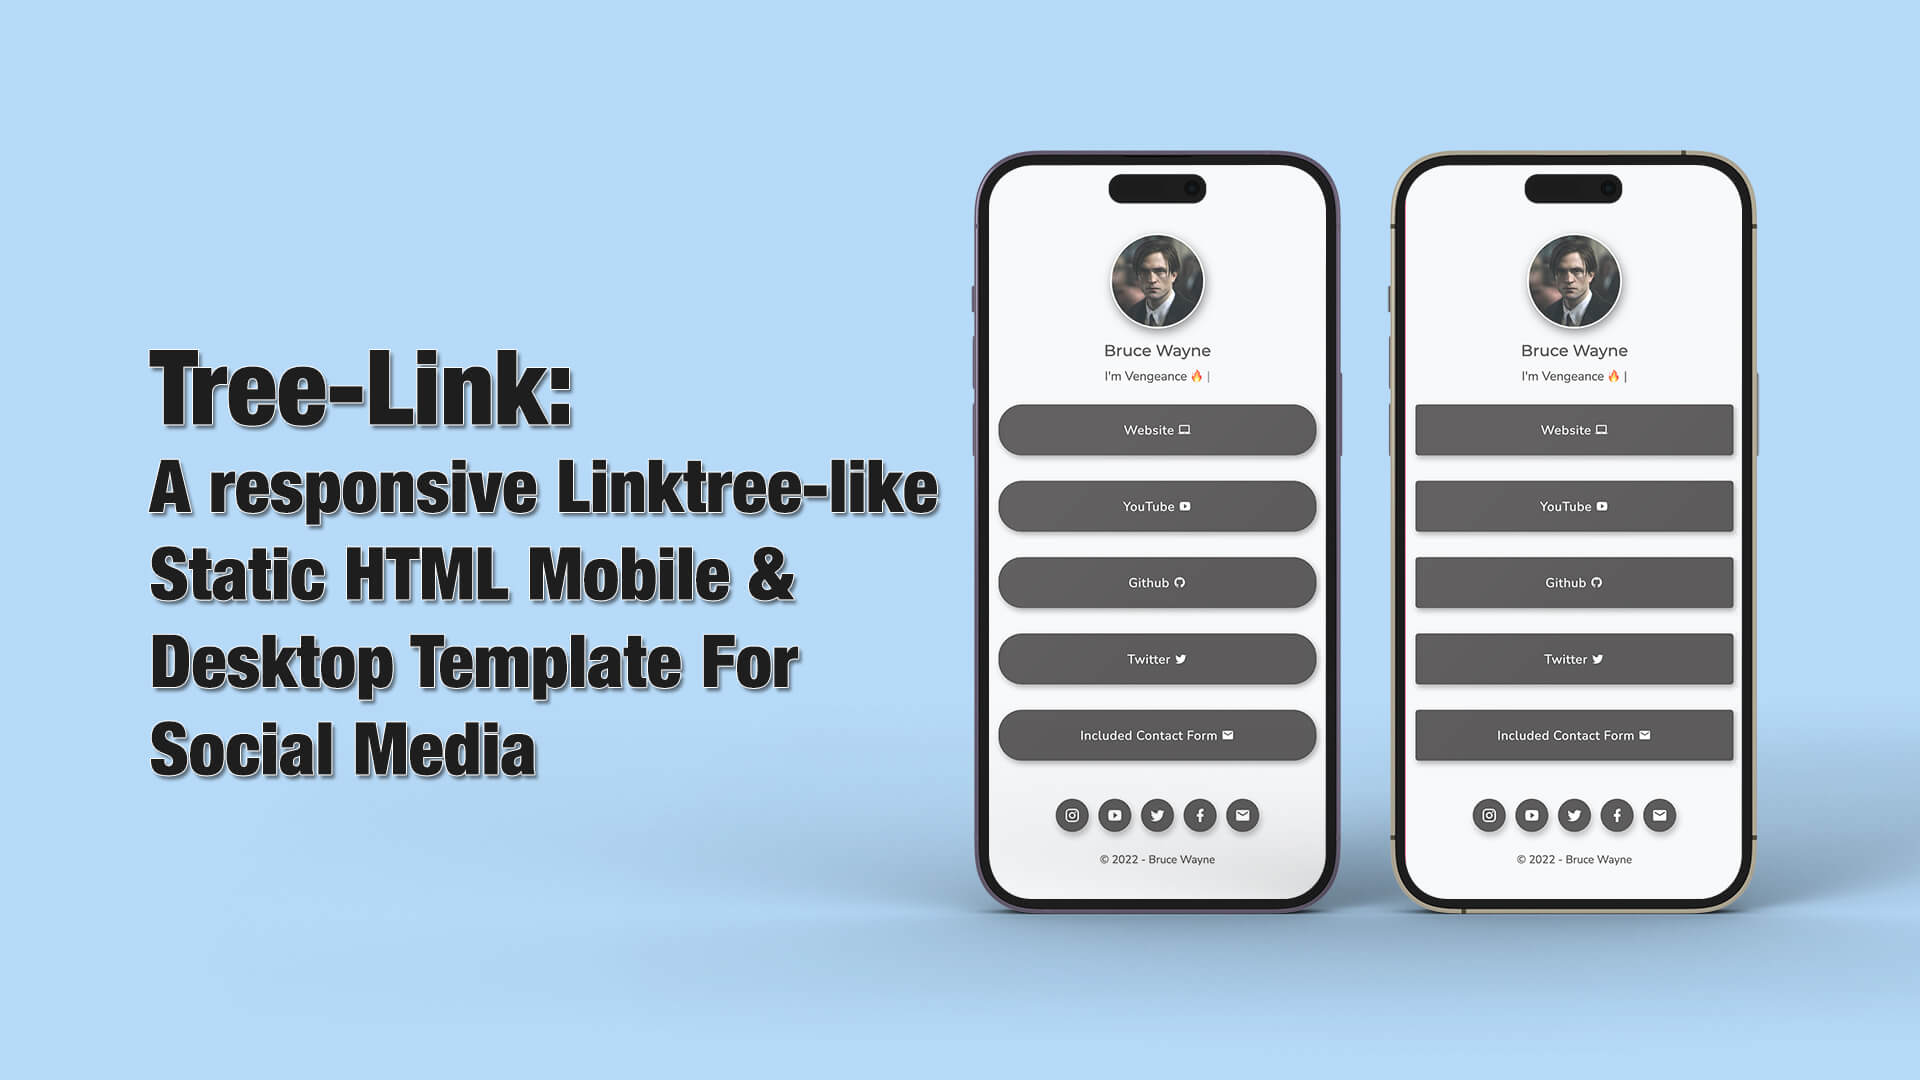 Tree-Link:
A responsive Linktree-like
Static HTML Mobile &
Desktop Template For
Social Media
Bruce Wayne
I'm Vengeance 🔥 |
Website
YouTube
Github
Twitter
Included Contact Form
© 2022 - Bruce Wayne
Bruce Wayne
I'm Vengeance 🔥 |
Website
YouTube
Github
Twitter
Included Contact Form
© 2022 - Bruce Wayne